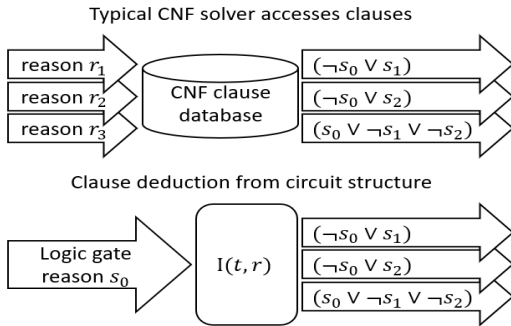 Typical CNF solver accesses clauses
reason r₁
reason r₂
reason r₃
CNF clause
database
(¬s₀ ∨ s₁)
(¬s₀ ∨ s₂)
(s₀ ∨ ¬s₁ ∨ ¬s₂)
Clause deduction from circuit structure
Logic gate
reason s₀
I(t, r)
(¬s₀ ∨ s₁)
(¬s₀ ∨ s₂)
(s₀ ∨ ¬s₁ ∨ ¬s₂)